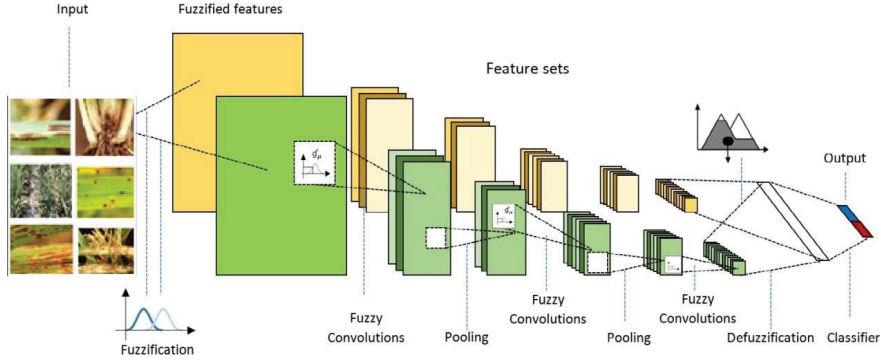 Input
Fuzzified features
Feature sets
Output
Fuzzy
Convolutions
Pooling
Fuzzy
Convolutions
Pooling
Fuzzy
Convolutions
Defuzzification
Classifier
Fuzzification